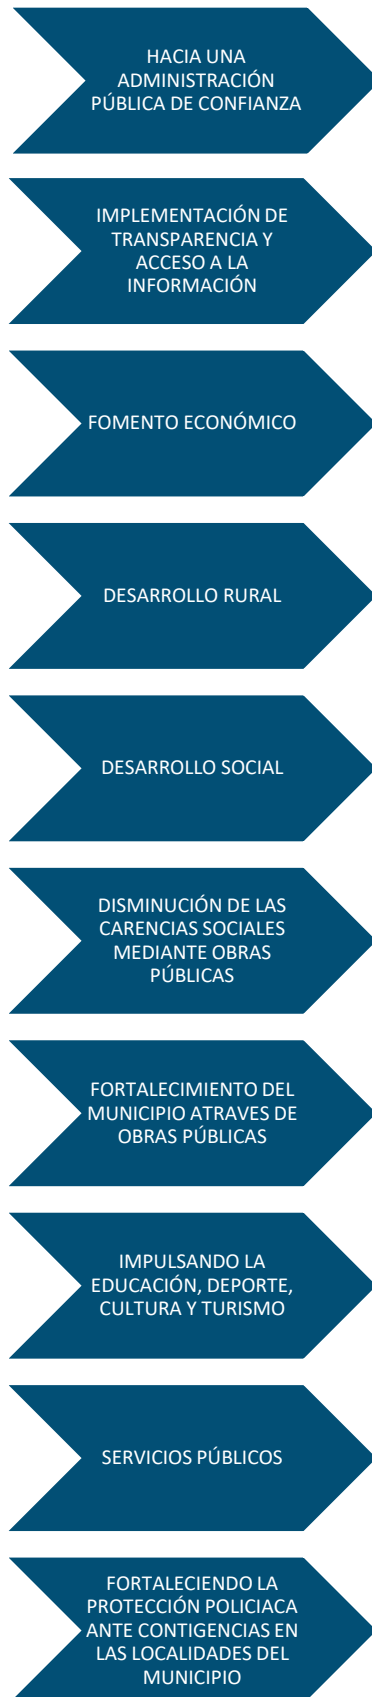 HACIA UNA
ADMINISTRACIÓN
PÚBLICA DE CONFIANZA
IMPLEMENTACIÓN DE
TRANSPARENCIA Y
ACCESO A LA
INFORMACIÓN
FOMENTO ECONÓMICO
DESARROLLO RURAL
DESARROLLO SOCIAL
DISMINUCIÓN DE LAS
CARENCIAS SOCIALES
MEDIANTE OBRAS
PÚBLICAS
FORTALECIMIENTO DEL
MUNICIPIO ATRAVES DE
OBRAS PÚBLICAS
IMPULSANDO LA
EDUCACIÓN, DEPORTE,
CULTURA Y TURISMO
SERVICIOS PÚBLICOS
FORTALECIENDO LA
PROTECCIÓN POLICIACA
ANTE CONTIGENCIAS EN
LAS LOCALIDADES DEL
MUNICIPIO